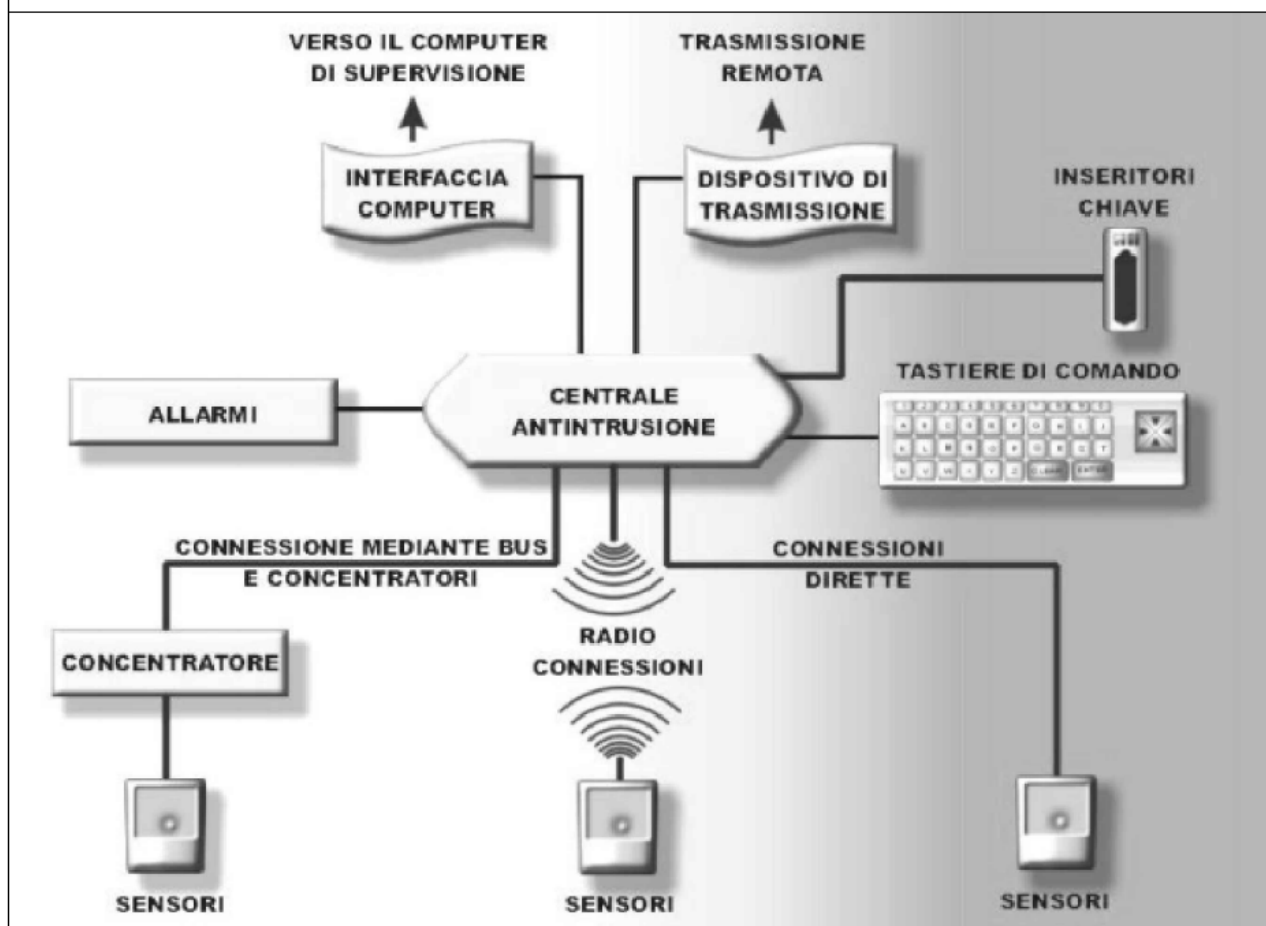 VERSO IL COMPUTER
DI SUPERVISIONE
TRASMISSIONE
REMOTA
INTERFACCIA
COMPUTER
DISPOSITIVO DI
TRASMISSIONE
INSERITORI
CHIAVE
ALLARMI
CENTRALE
ANTINTRUSIONE
TASTIERE DI COMANDO
CONNESSIONE MEDIANTE BUS
E CONCENTRATORI
CONNESSIONI
DIRETTE
RADIO
CONNESSIONI
CONCENTRATORE
SENSORI
SENSORI
SENSORI